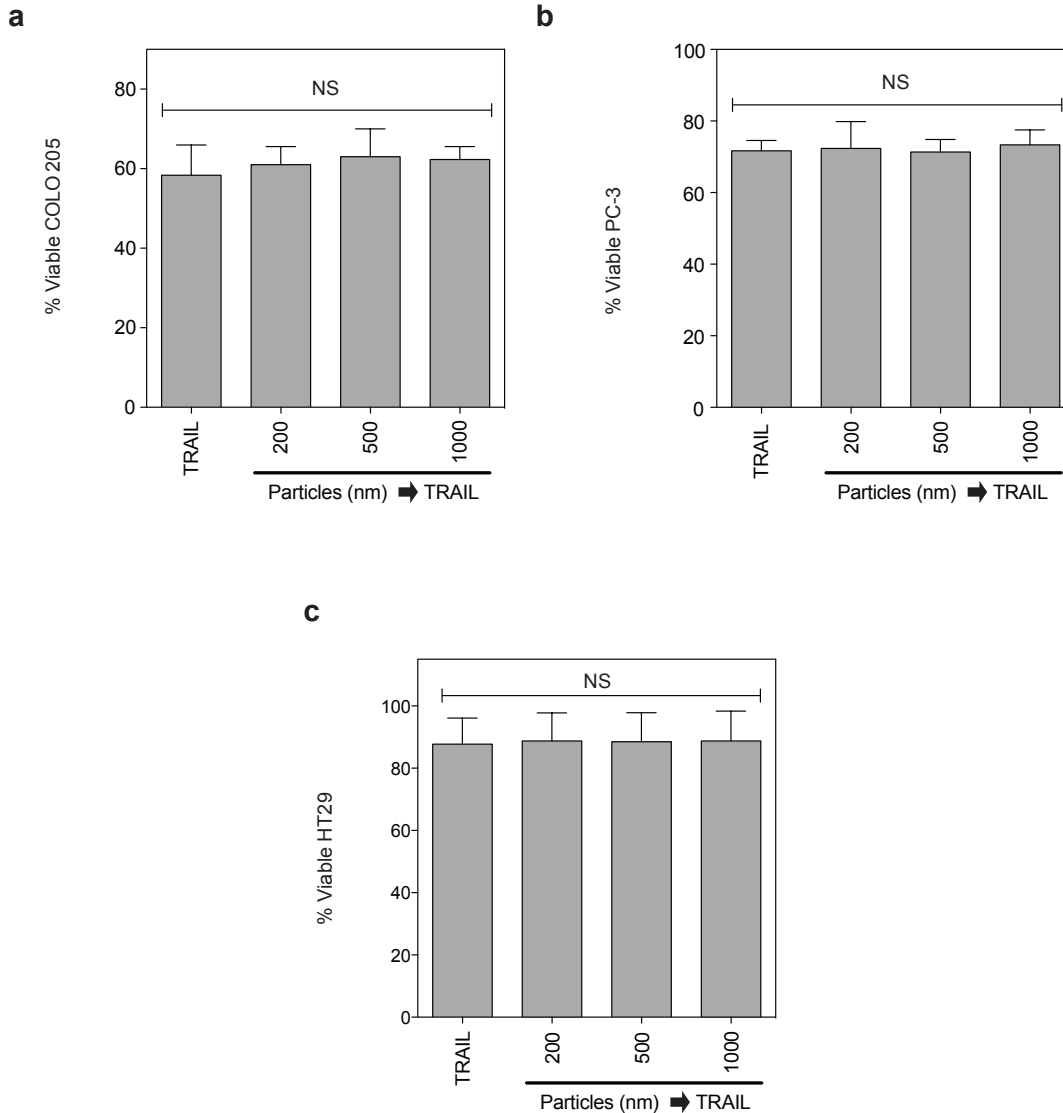 a
% Viable COLO 205
80
60
40
20
0
NS
TRAIL
200
500
1000
Particles (nm) ➡ TRAIL
b
% Viable PC-3
100
80
60
40
20
0
NS
TRAIL
200
500
1000
Particles (nm) ➡ TRAIL
c
% Viable HT29
100
80
60
40
20
0
NS
TRAIL
200
500
1000
Particles (nm) ➡ TRAIL